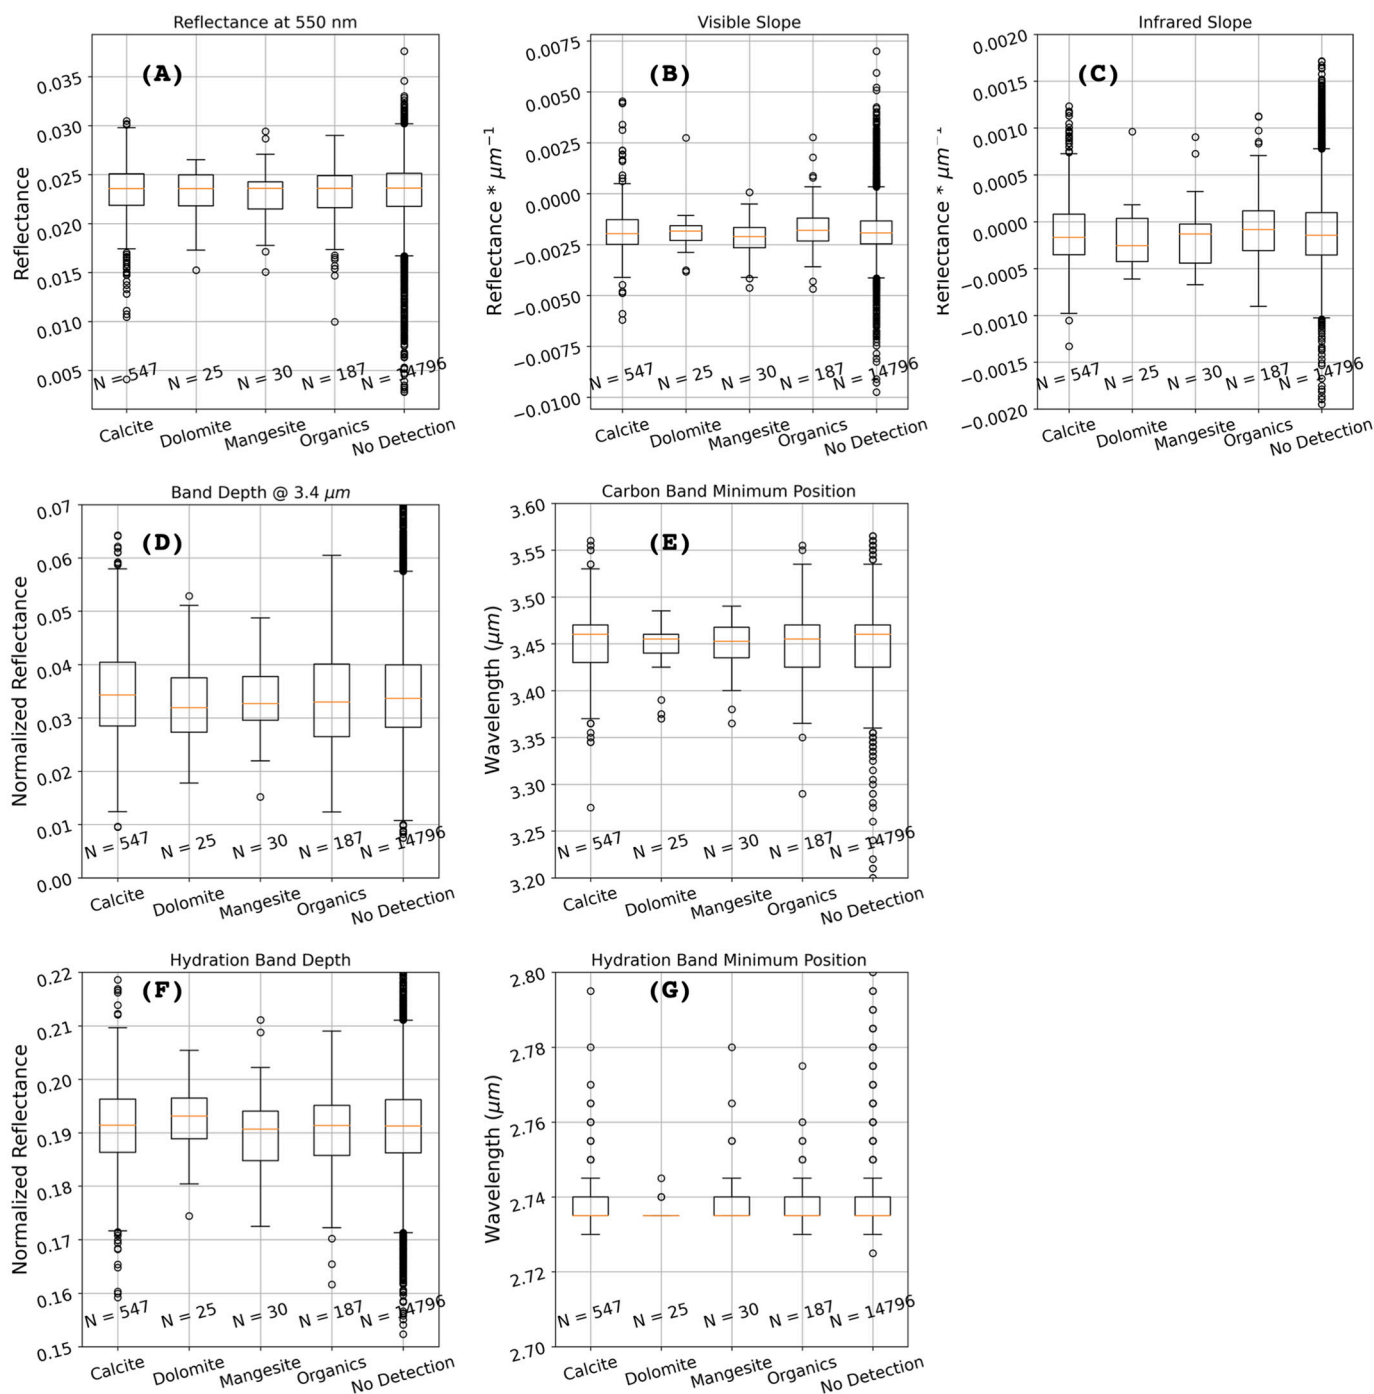 Reflectance at 550 nm
(A)
Reflectance
0.035
0.030
0.025
0.020
0.015
0.010
0.005
N = 547
N = 25
N = 30
N = 187
N = 14796
Calcite
Dolomite
Mangesite
Organics
No Detection
Visible Slope
(B)
Reflectance * μm⁻¹
0.0075
0.0050
0.0025
0.0000
−0.0025
−0.0050
−0.0075
−0.0100
N = 547
N = 25
N = 30
N = 187
N = 14796
Calcite
Dolomite
Mangesite
Organics
No Detection
Infrared Slope
(C)
Reflectance * μm⁻¹
0.0020
0.0015
0.0010
0.0005
0.0000
−0.0005
−0.0010
−0.0015
−0.0020
N = 547
N = 25
N = 30
N = 187
N = 14796
Calcite
Dolomite
Mangesite
Organics
No Detection
Band Depth @ 3.4 μm
(D)
Normalized Reflectance
0.07
0.06
0.05
0.04
0.03
0.02
0.01
0.00
N = 547
N = 25
N = 30
N = 187
N = 14796
Calcite
Dolomite
Mangesite
Organics
No Detection
Carbon Band Minimum Position
(E)
Wavelength (μm)
3.60
3.55
3.50
3.45
3.40
3.35
3.30
3.25
3.20
N = 547
N = 25
N = 30
N = 187
N = 14796
Calcite
Dolomite
Mangesite
Organics
No Detection
Hydration Band Depth
(F)
Normalized Reflectance
0.22
0.21
0.20
0.19
0.18
0.17
0.16
0.15
N = 547
N = 25
N = 30
N = 187
N = 14796
Calcite
Dolomite
Mangesite
Organics
No Detection
Hydration Band Minimum Position
(G)
Wavelength (μm)
2.80
2.78
2.76
2.74
2.72
2.70
N = 547
N = 25
N = 30
N = 187
N = 14796
Calcite
Dolomite
Mangesite
Organics
No Detection